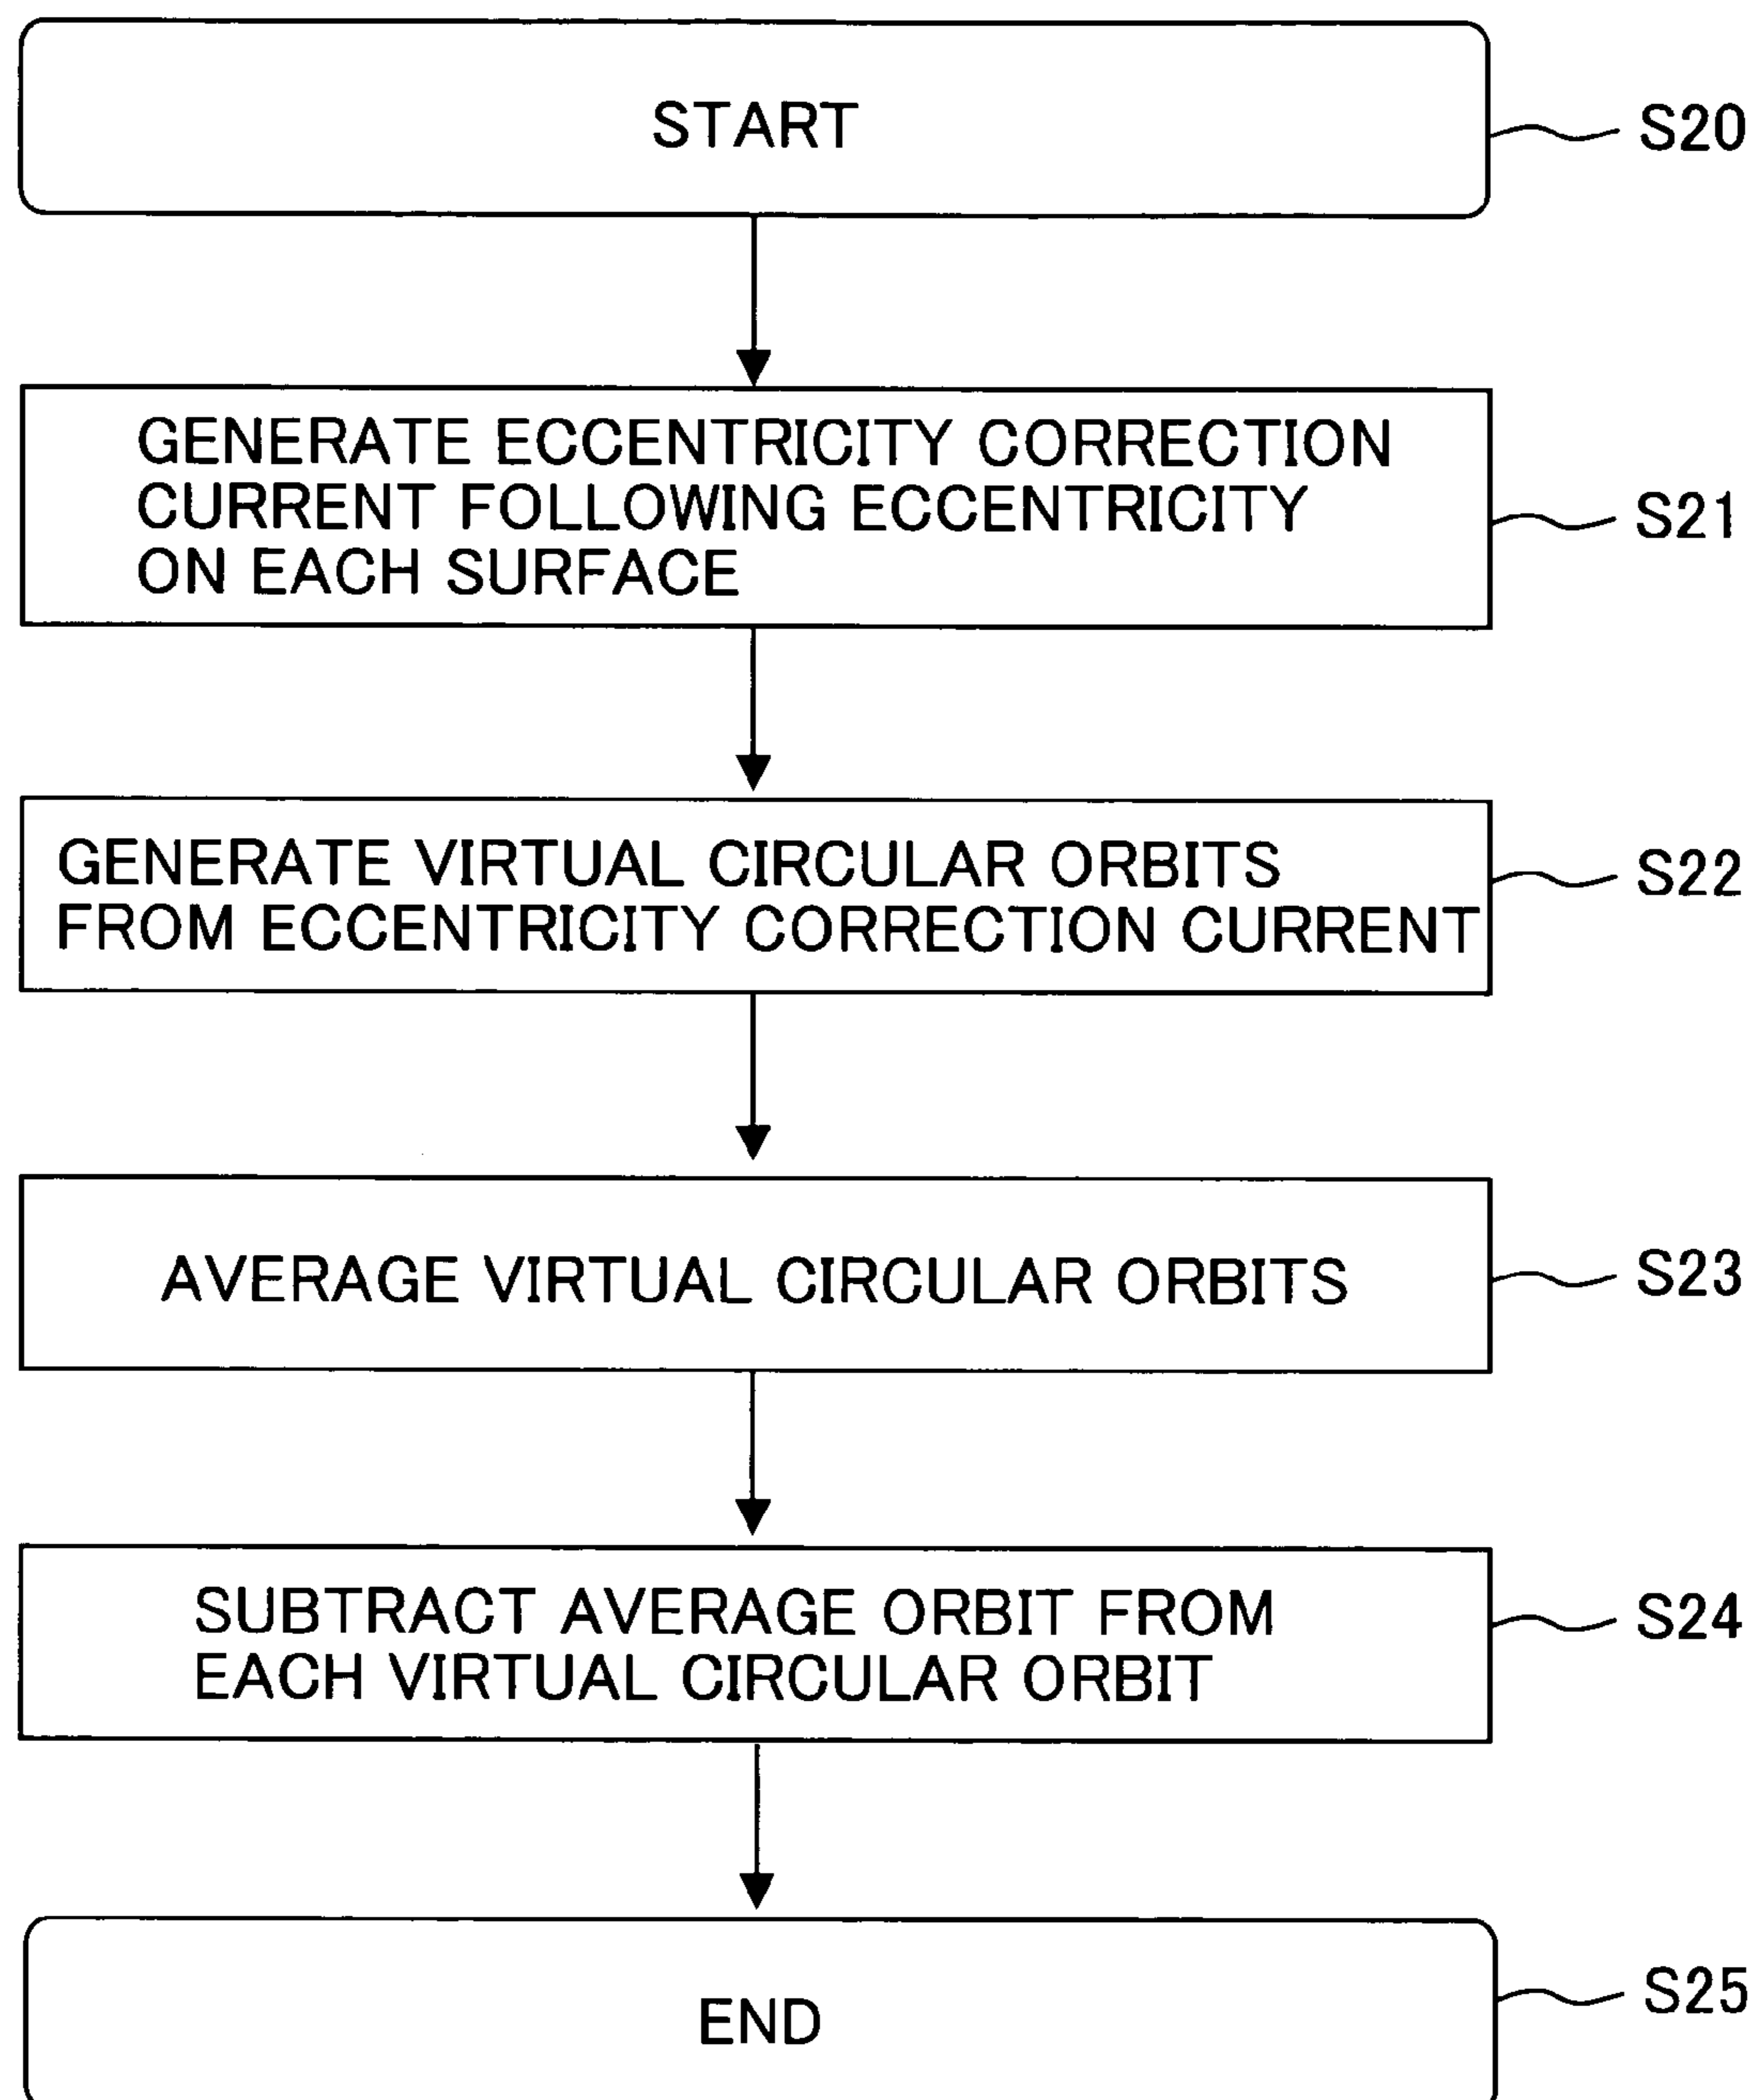 START
S20
GENERATE ECCENTRICITY CORRECTION
CURRENT FOLLOWING ECCENTRICITY
ON EACH SURFACE
S21
GENERATE VIRTUAL CIRCULAR ORBITS
FROM ECCENTRICITY CORRECTION CURRENT
S22
AVERAGE VIRTUAL CIRCULAR ORBITS
S23
SUBTRACT AVERAGE ORBIT FROM
EACH VIRTUAL CIRCULAR ORBIT
S24
END
S25